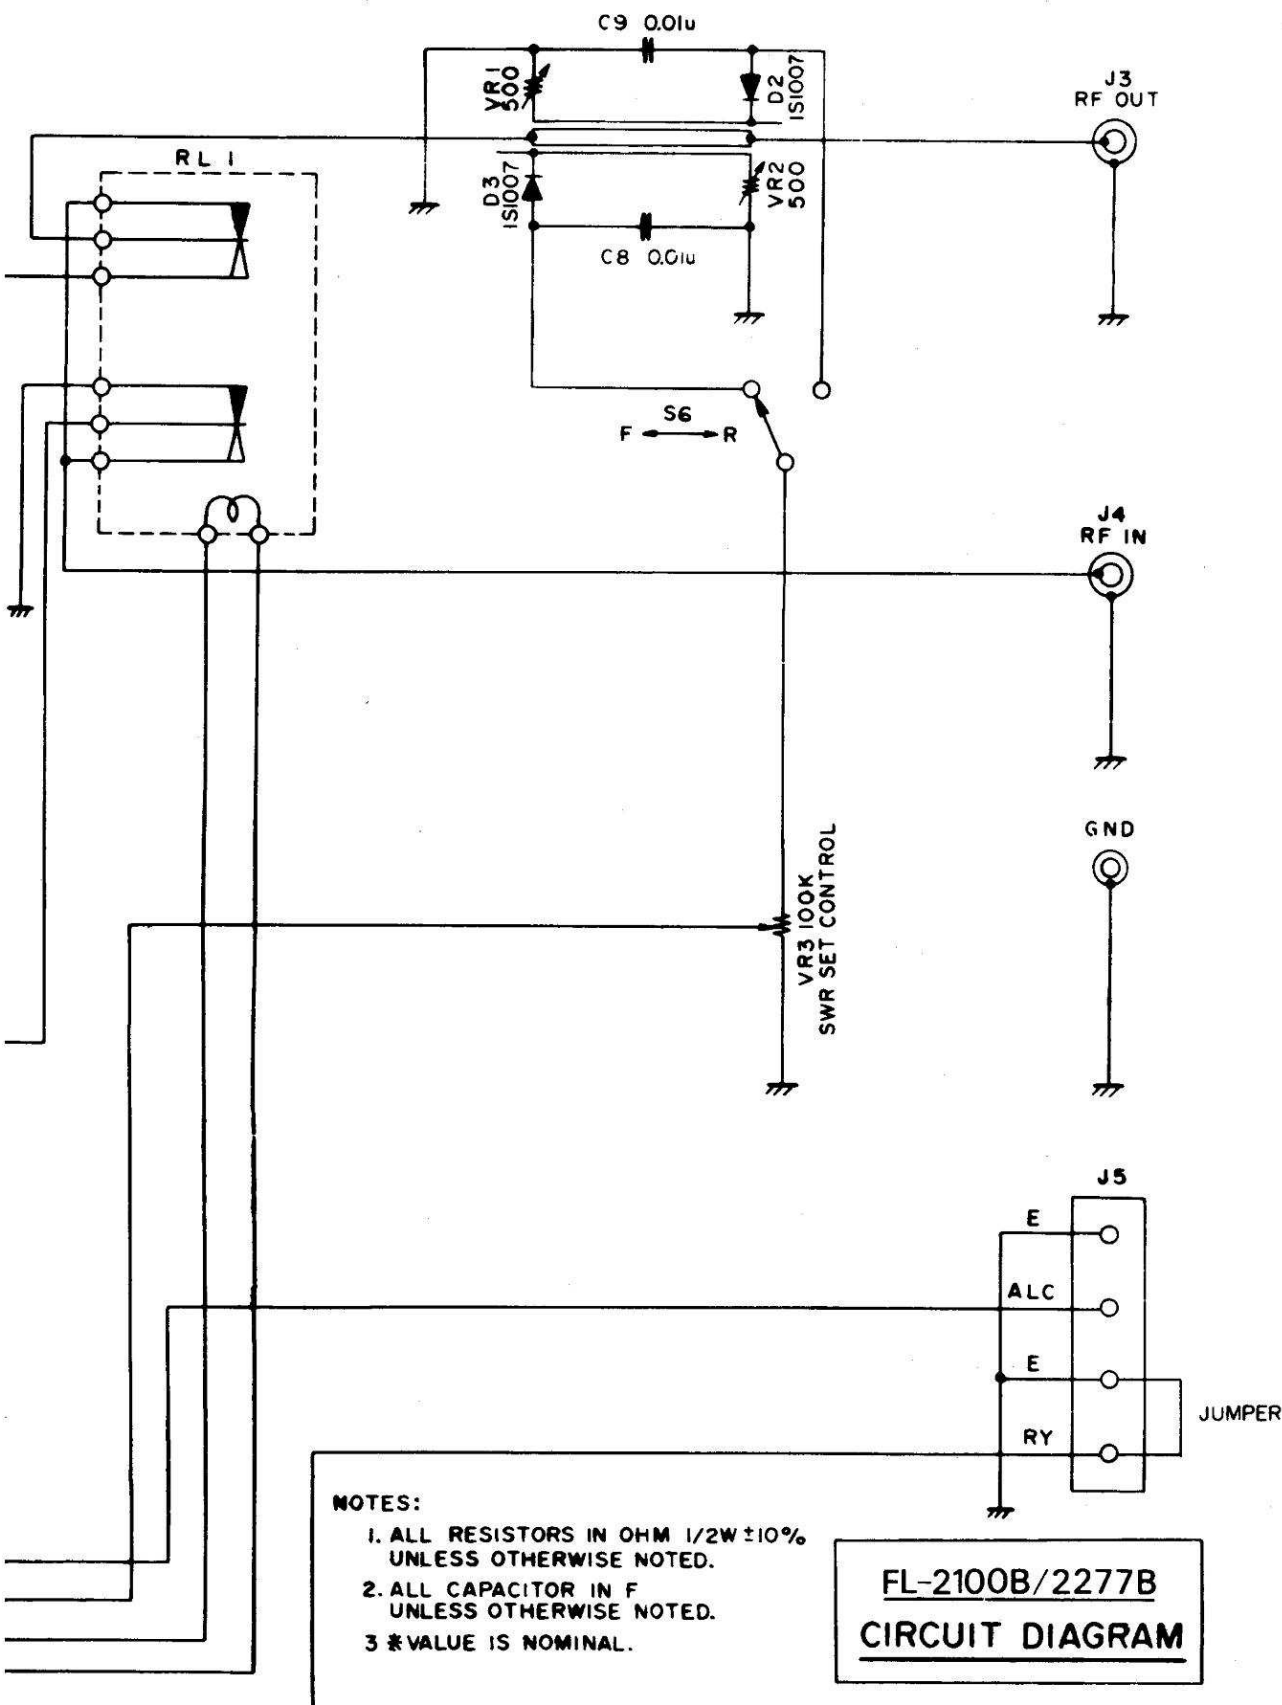 C9 0.01u
VR1
500
D2
1S1007
J3
RF OUT
RL 1
D3
1S1007
VR2
500
C8 0.01u
S6
F R
J4
RF IN
GND
VR3 100K
SWR SET CONTROL
J5
E
ALC
E
JUMPER
RY
NOTES:
1. ALL RESISTORS IN OHM 1/2W ±10%
UNLESS OTHERWISE NOTED.
2. ALL CAPACITOR IN F
UNLESS OTHERWISE NOTED.
3 * VALUE IS NOMINAL.
FL-2100B/2277B
CIRCUIT DIAGRAM